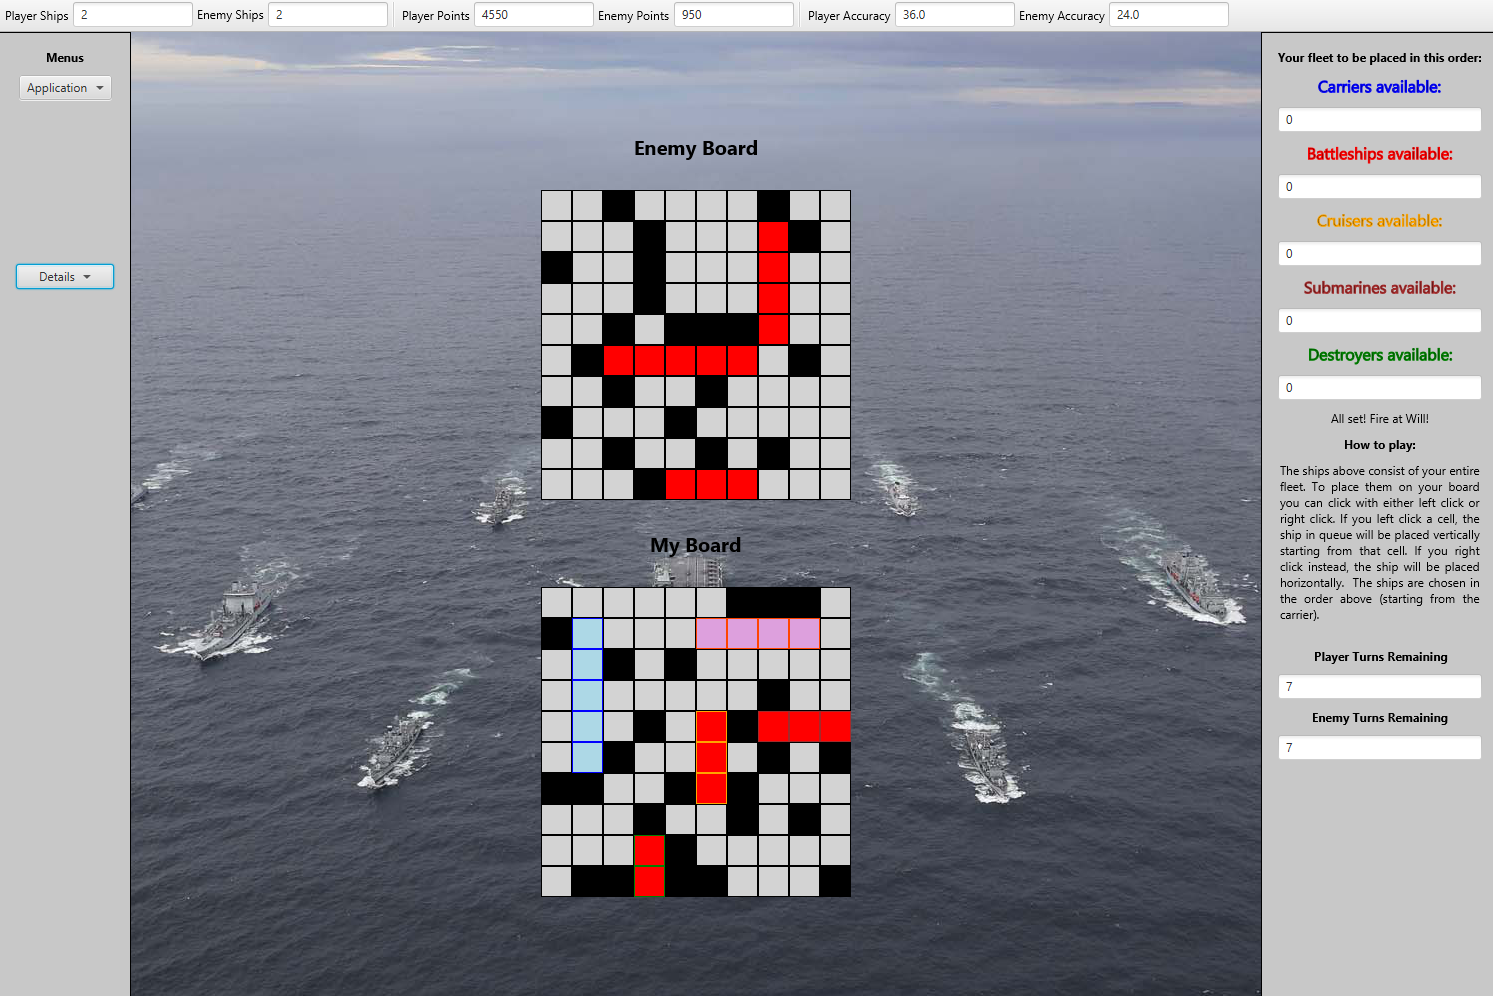 Player Ships 2 Enemy Ships 2 Player Points 4550 Enemy Points 950 Player Accuracy 36.0 Enemy Accuracy 24.0
Menus
Application
Details
Enemy Board
My Board
Your fleet to be placed in this order:
Carriers available:
0
Battleships available:
0
Cruisers available:
0
Submarines available:
0
Destroyers available:
0
All set! Fire at Will!
How to play:
The ships above consist of your entire
fleet. To place them on your board
you can click with either left click or
right click. If you left click a cell, the
ship in queue will be placed vertically
starting from that cell. If you right
click instead, the ship will be placed
horizontally. The ships are chosen in
the order above (starting from the
carrier).
Player Turns Remaining
7
Enemy Turns Remaining
7